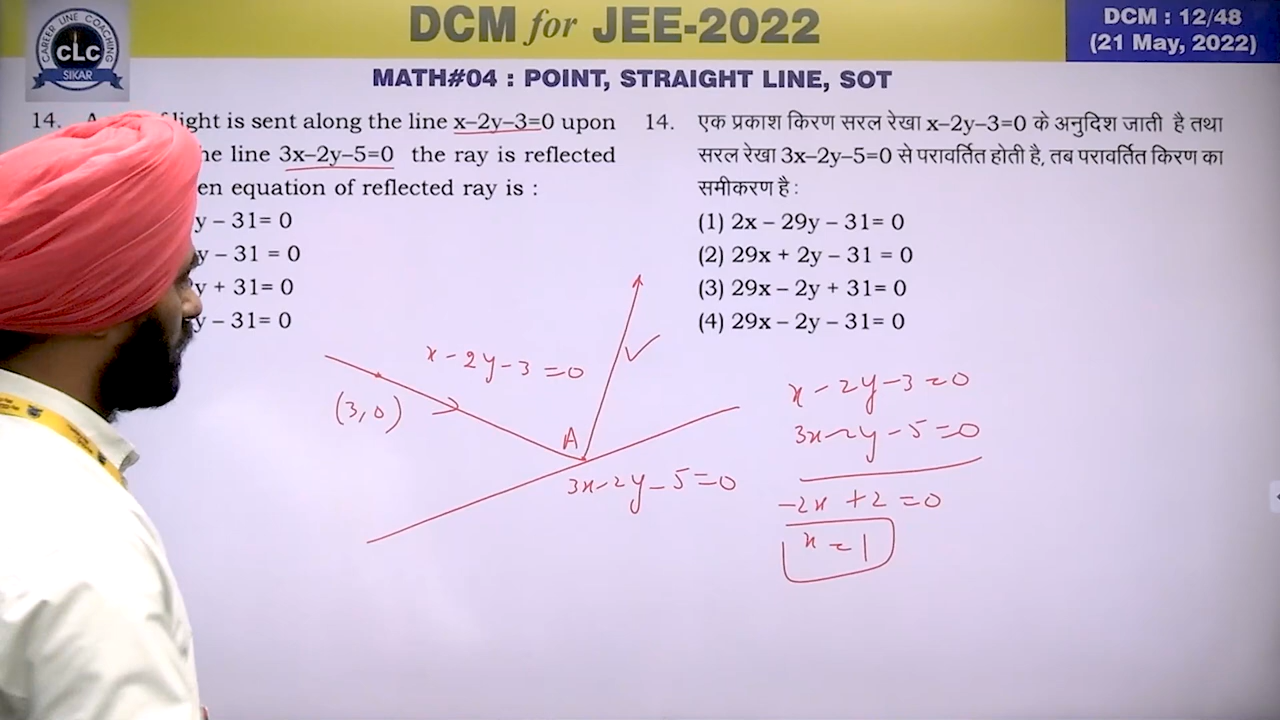 DCM for JEE-2022
DCM : 12/48
(21 May, 2022)
CAREER LINE COACHING
CLC
SIKAR
MATH#04 : POINT, STRAIGHT LINE, SOT
14. light is sent along the line x–2y–3=0 upon
line 3x–2y–5=0 the ray is reflected
equation of reflected ray is :
y – 31= 0
y – 31 = 0
y + 31= 0
y – 31= 0
14. एक प्रकाश किरण सरल रेखा x–2y–3=0 के अनुदिश जाती है तथा
सरल रेखा 3x–2y–5=0 से परावर्तित होती है, तब परावर्तित किरण का
समीकरण है :
(1) 2x – 29y – 31= 0
(2) 29x + 2y – 31 = 0
(3) 29x – 2y + 31= 0
(4) 29x – 2y – 31= 0
x-2y-3=0
(3,0)
A
3x-2y-5=0
x-2y-3=0
3x-2y-5=0
-2x+2=0
x=1